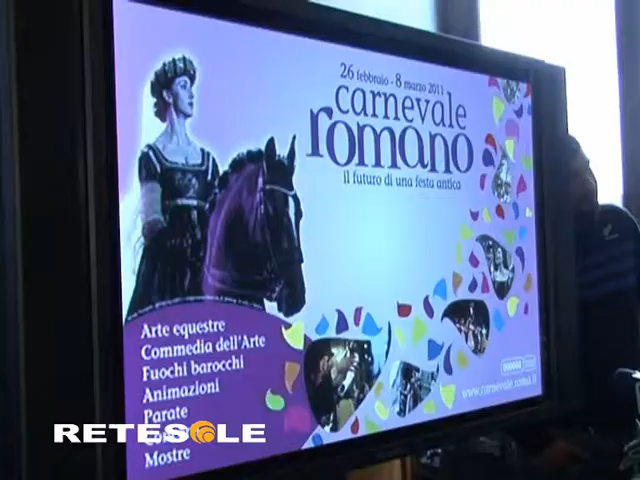 26 febbraio - 8 marzo 2011
carnevale
romano
il futuro di una festa antica
Arte equestre
Commedia dell'Arte
Fuochi barocchi
Animazioni
Parate
Mostre
www.carnevale.roma.it
RETESOLE